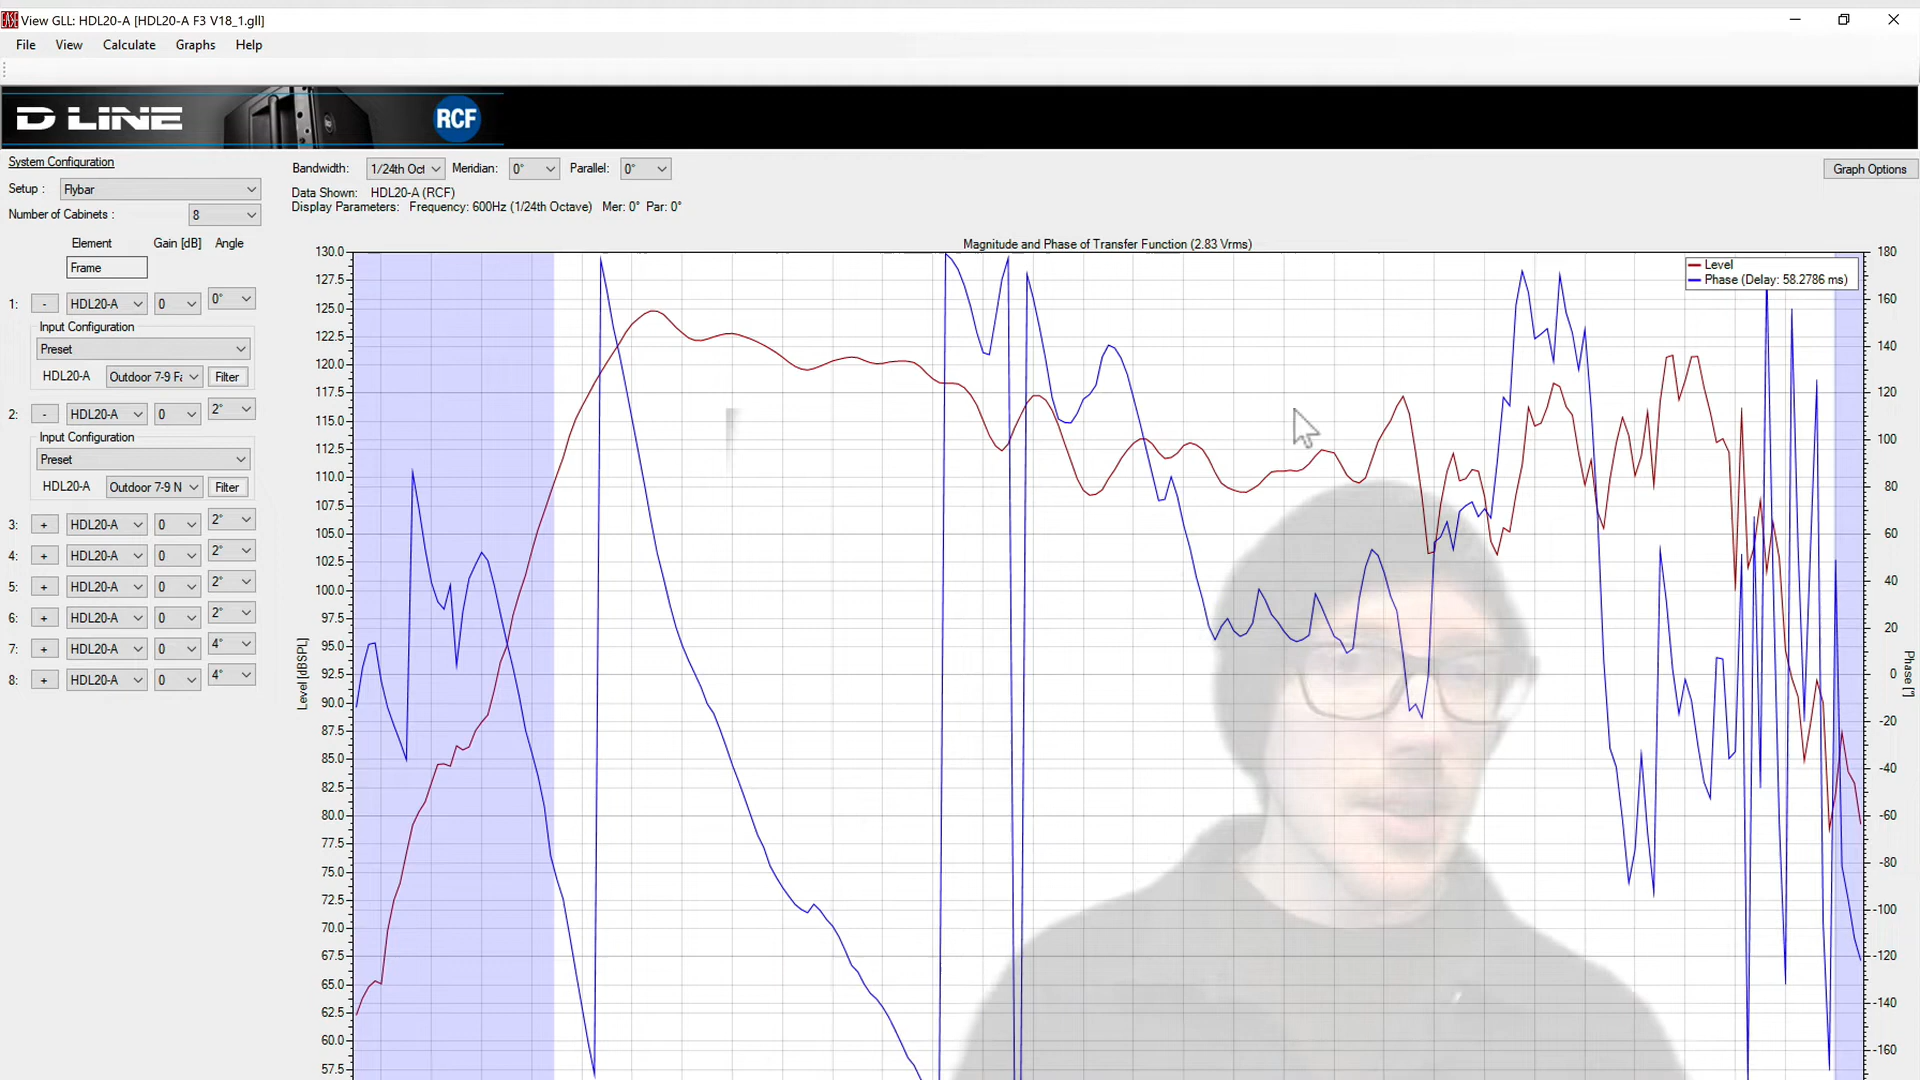 EASE View GLL: HDL20-A [HDL20-A F3 V18_1.gll]
File View Calculate Graphs Help
D LINE RCF
System Configuration
Setup : Flybar
Number of Cabinets : 8
Element Gain [dB] Angle
Frame
1: - HDL20-A 0 0°
Input Configuration
Preset
HDL20-A Outdoor 7-9 Fa Filter
2: - HDL20-A 0 2°
Input Configuration
Preset
HDL20-A Outdoor 7-9 N Filter
3: + HDL20-A 0 2°
4: + HDL20-A 0 2°
5: + HDL20-A 0 2°
6: + HDL20-A 0 2°
7: + HDL20-A 0 4°
8: + HDL20-A 0 4°
Bandwidth: 1/24th Oct Meridian: 0° Parallel: 0°
Graph Options
Data Shown: HDL20-A (RCF)
Display Parameters: Frequency: 600Hz (1/24th Octave) Mer: 0° Par: 0°
Magnitude and Phase of Transfer Function (2.83 Vrms)
Level
Phase (Delay: 58.2786 ms)
Level [dBSPL]
130.0
127.5
125.0
122.5
120.0
117.5
115.0
112.5
110.0
107.5
105.0
102.5
100.0
97.5
95.0
92.5
90.0
87.5
85.0
82.5
80.0
77.5
75.0
72.5
70.0
67.5
65.0
62.5
60.0
57.5
180
160
140
120
100
80
60
40
20
0
-20
-40
-60
-80
-100
-120
-140
-160
Phase [°]